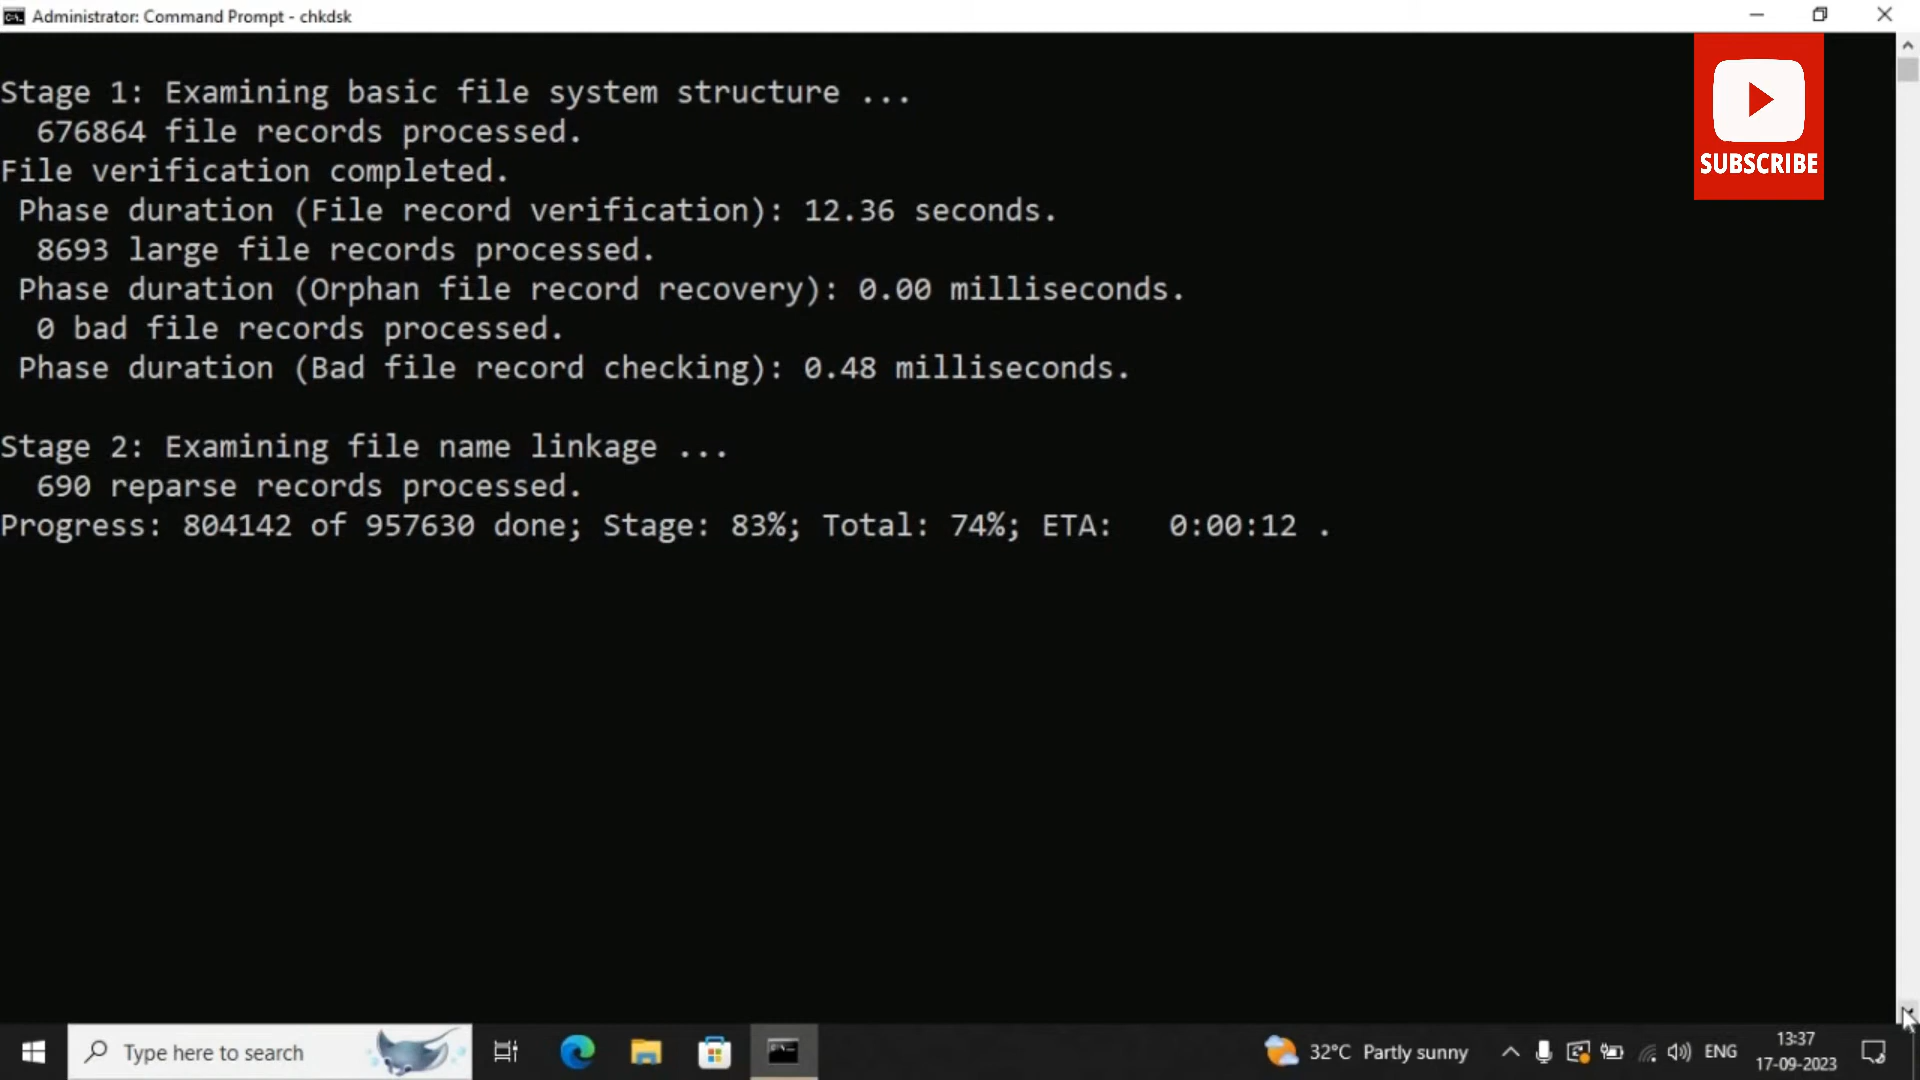 Administrator: Command Prompt - chkdsk
Stage 1: Examining basic file system structure ...
676864 file records processed.
File verification completed.
Phase duration (File record verification): 12.36 seconds.
8693 large file records processed.
Phase duration (Orphan file record recovery): 0.00 milliseconds.
0 bad file records processed.
Phase duration (Bad file record checking): 0.48 milliseconds.
Stage 2: Examining file name linkage ...
690 reparse records processed.
Progress: 804142 of 957630 done; Stage: 83%; Total: 74%; ETA:   0:00:12 .
SUBSCRIBE
Type here to search
32°C Partly sunny
ENG
13:37
17-09-2023